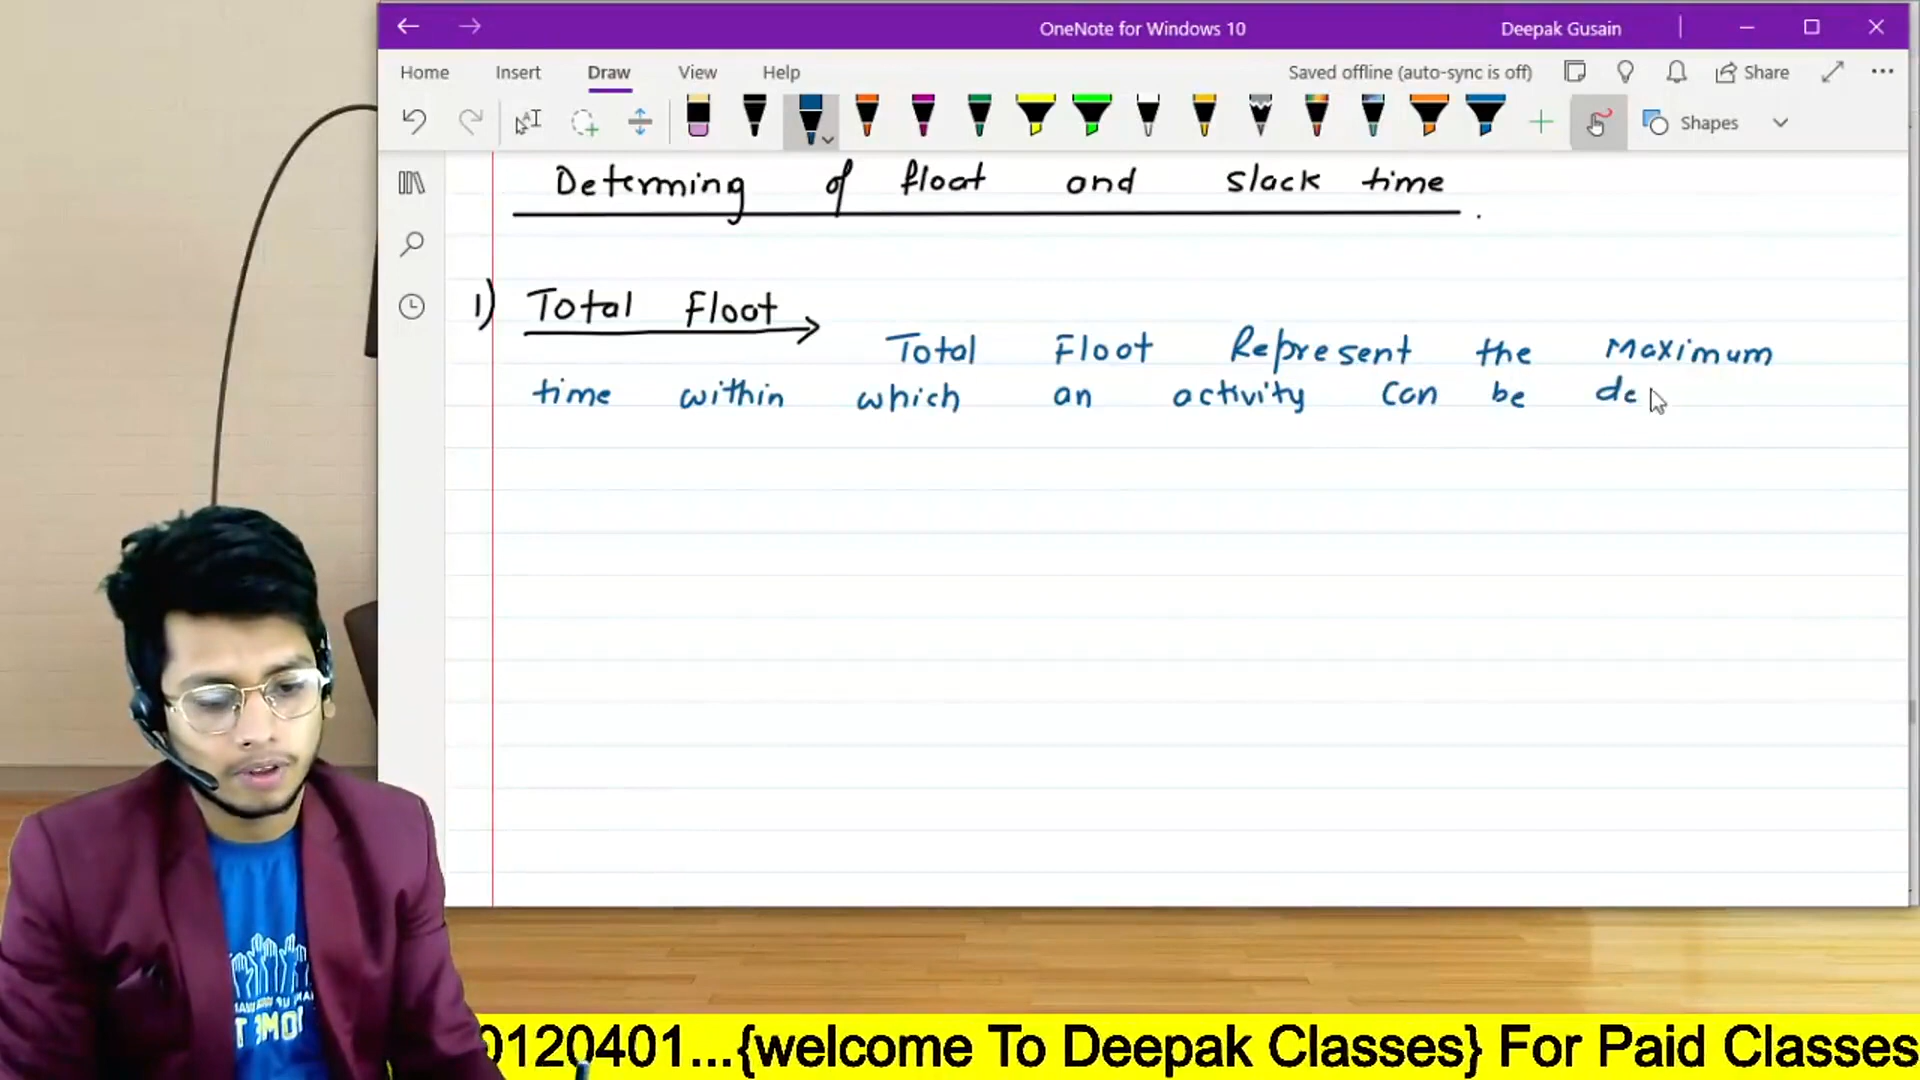 OneNote for Windows 10
Deepak Gusain
Home Insert Draw View Help
Saved offline (auto-sync is off)
Share
Shapes
Determing of float and slack time.
1) Total Float
Total Float Represent the Maximum
time within which an activity can be de
0120401...{welcome To Deepak Classes} For Paid Classes